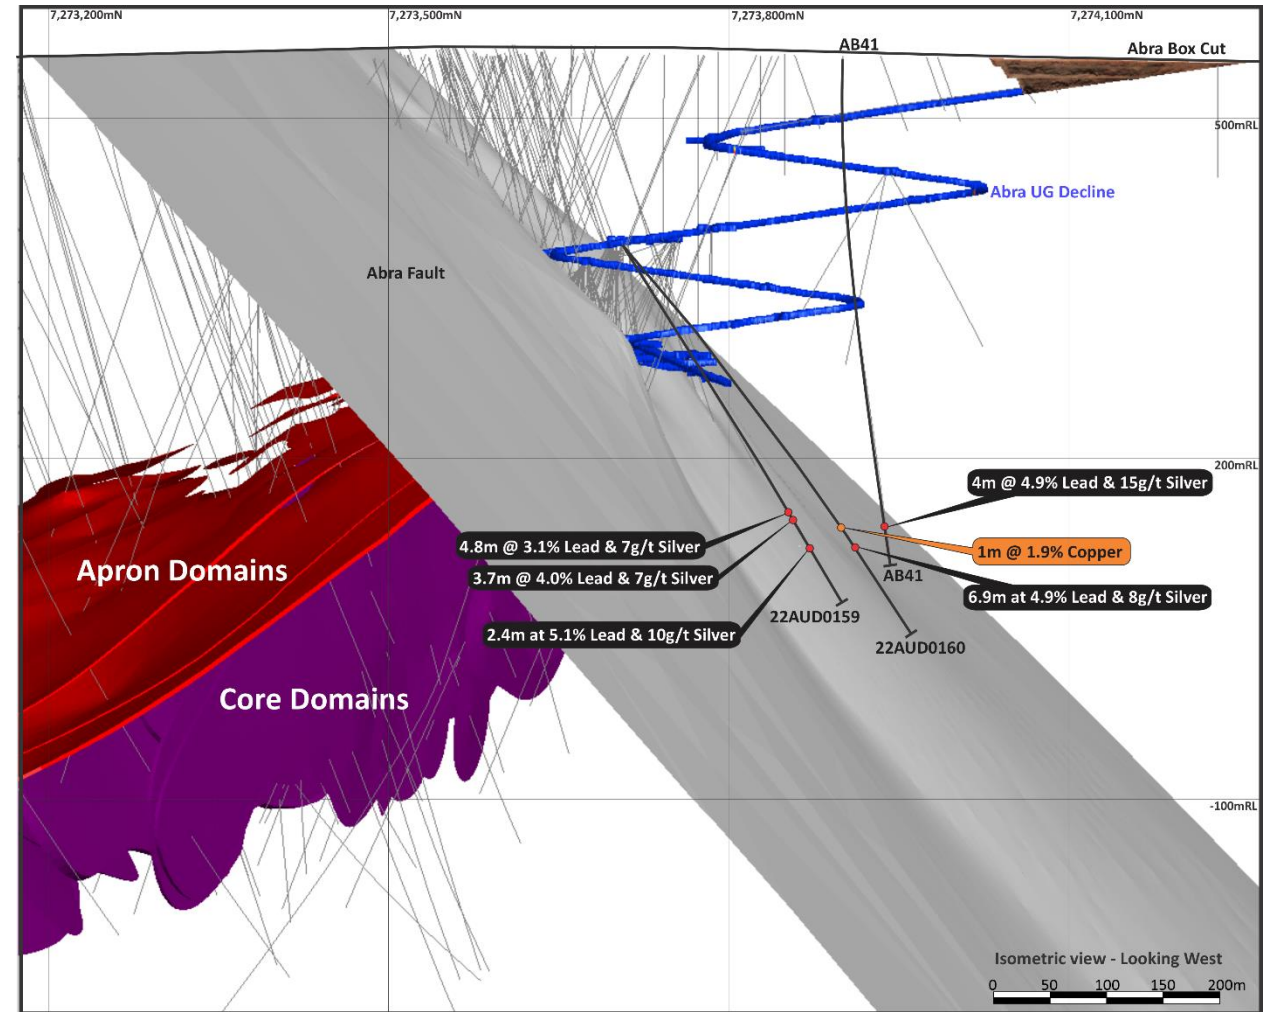 7,273,200mN
7,273,500mN
7,273,800mN
7,274,100mN
AB41
Abra Box Cut
500mRL
Abra UG Decline
Abra Fault
200mRL
4m @ 4.9% Lead & 15g/t Silver
4.8m @ 3.1% Lead & 7g/t Silver
1m @ 1.9% Copper
3.7m @ 4.0% Lead & 7g/t Silver
AB41
Apron Domains
6.9m at 4.9% Lead & 8g/t Silver
22AUD0159
2.4m at 5.1% Lead & 10g/t Silver
22AUD0160
Core Domains
-100mRL
Isometric view - Looking West
0 50 100 150 200m